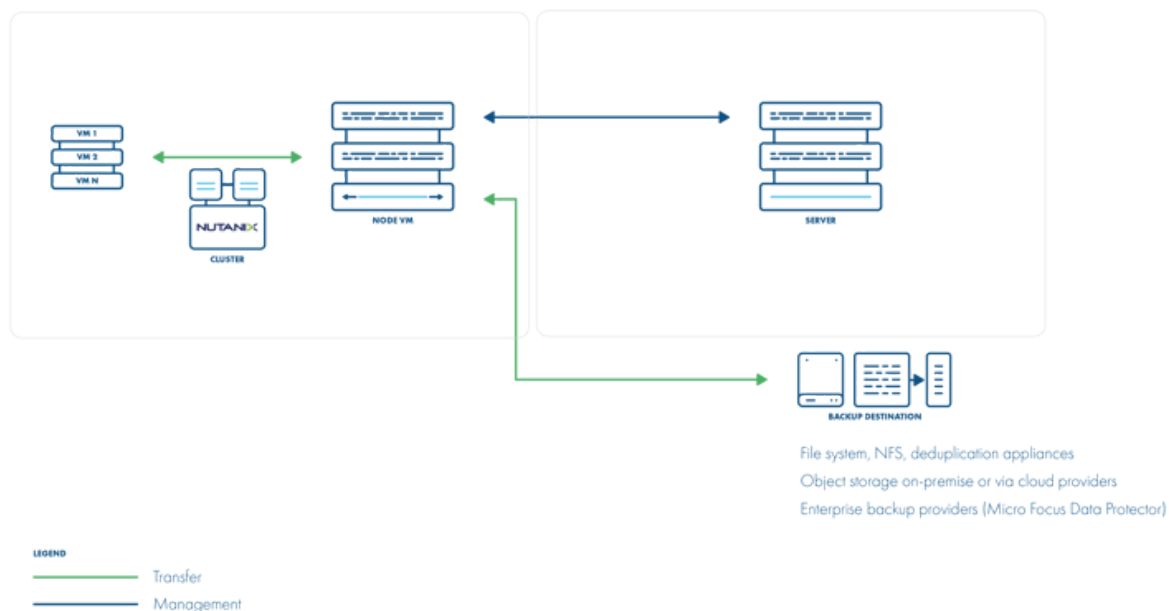 VM 1
VM 2
VM N
NUTANIX
CLUSTER
NODE VM
SERVER
BACKUP DESTINATION
File system, NFS, deduplication appliances
Object storage on-premise or via cloud providers
Enterprise backup providers (Micro Focus Data Protector)
LEGEND
Transfer
Management